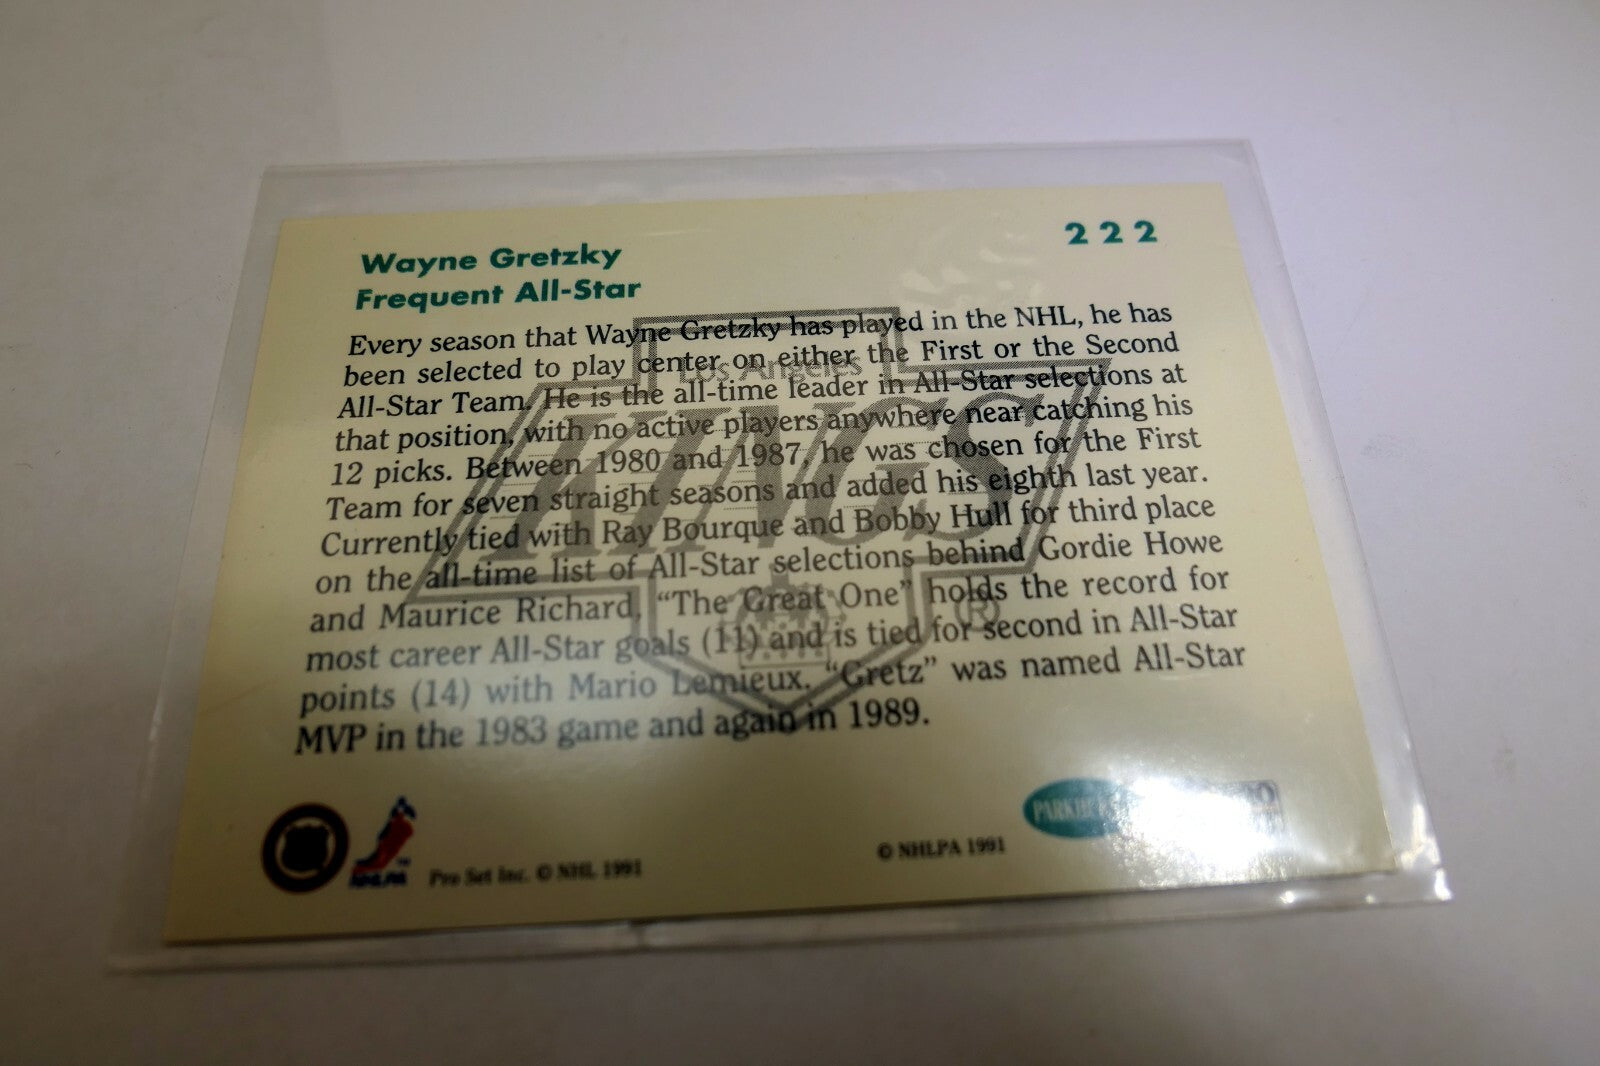 222
Wayne Gretzky
Frequent All-Star
Every season that Wayne Gretzky has played in the NHL, he has
been selected to play center on either the First or the Second
All-Star Team. He is the all-time leader in All-Star selections at
that position, with no active players anywhere near catching his
12 picks. Between 1980 and 1987, he was chosen for the First
Team for seven straight seasons and added his eighth last year.
Currently tied with Ray Bourque and Bobby Hull for third place
on the all-time list of All-Star selections behind Gordie Howe
and Maurice Richard, “The Great One” holds the record for
most career All-Star goals (11) and is tied for second in All-Star
points (14) with Mario Lemieux. “Gretz” was named All-Star
MVP in the 1983 game and again in 1989.
Los Angeles
KINGS
®
NHLPA
Pro Set Inc. © NHL 1991
© NHLPA 1991